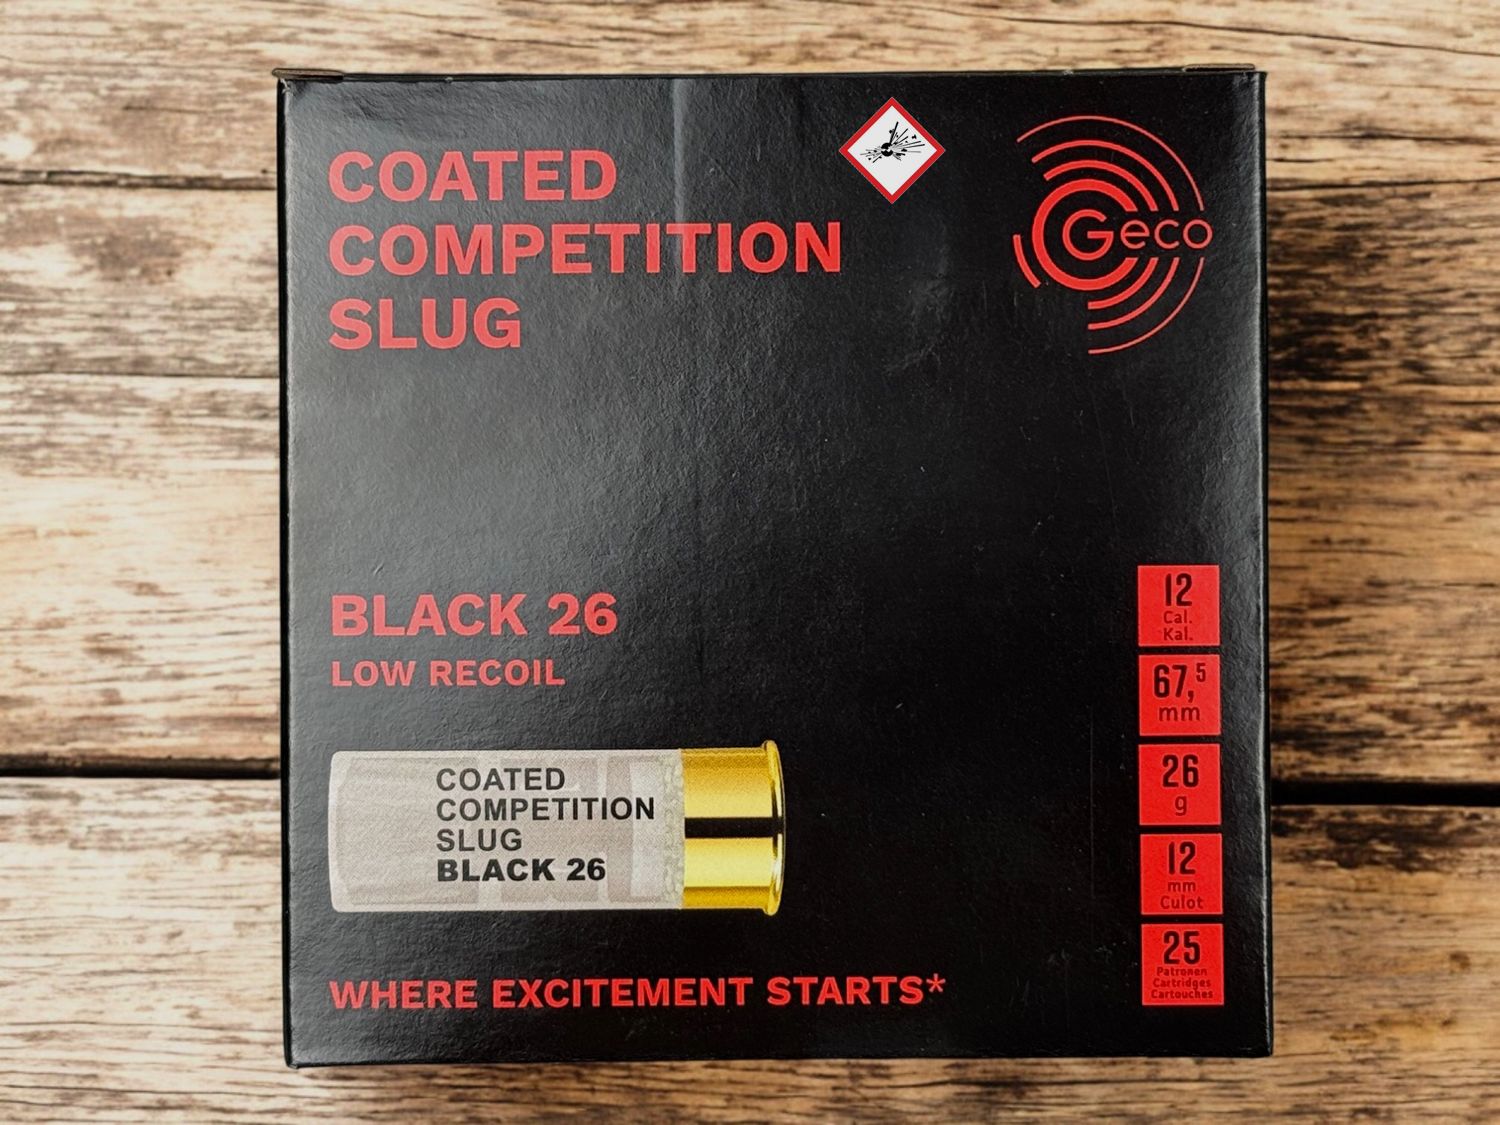 COATED
COMPETITION
SLUG
Geco
BLACK 26
LOW RECOIL
COATED
COMPETITION
SLUG
BLACK 26
WHERE EXCITEMENT STARTS*
12
Cal.
Kal.
67,5
mm
26
g
12
mm
Culot
25
Patronen
Cartridges
Cartouches